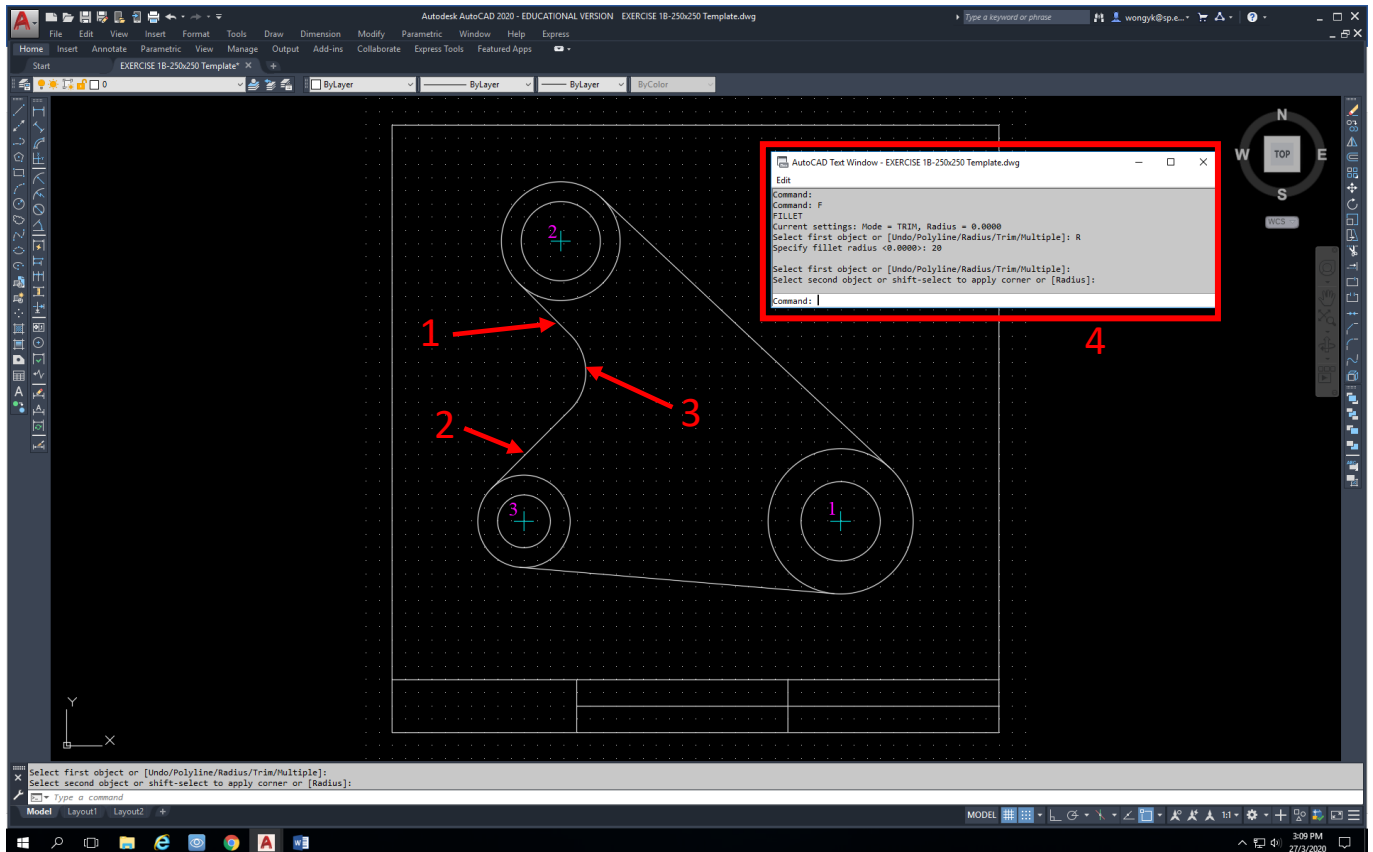 Autodesk AutoCAD 2020 - EDUCATIONAL VERSION EXERCISE 1B-250x250 Template.dwg
Type a keyword or phrase
wongyk@sp.e...
File Edit View Insert Format Tools Draw Dimension Modify Parametric Window Help Express
Home Insert Annotate Parametric View Manage Output Add-ins Collaborate Express Tools Featured Apps
Start EXERCISE 1B-250x250 Template*
0 ByLayer ByLayer ByLayer ByColor
N
W TOP E
S
WCS
AutoCAD Text Window - EXERCISE 1B-250x250 Template.dwg
Edit
Command:
Command: F
FILLET
Current settings: Mode = TRIM, Radius = 0.0000
Select first object or [Undo/Polyline/Radius/Trim/Multiple]: R
Specify fillet radius <0.0000>: 20
Select first object or [Undo/Polyline/Radius/Trim/Multiple]:
Select second object or shift-select to apply corner or [Radius]:
Command:
4
2
1
3
2
3
1
Y
X
Select first object or [Undo/Polyline/Radius/Trim/Multiple]:
Select second object or shift-select to apply corner or [Radius]:
Type a command
Model Layout1 Layout2 +
MODEL 1:1
3:09 PM
27/3/2020